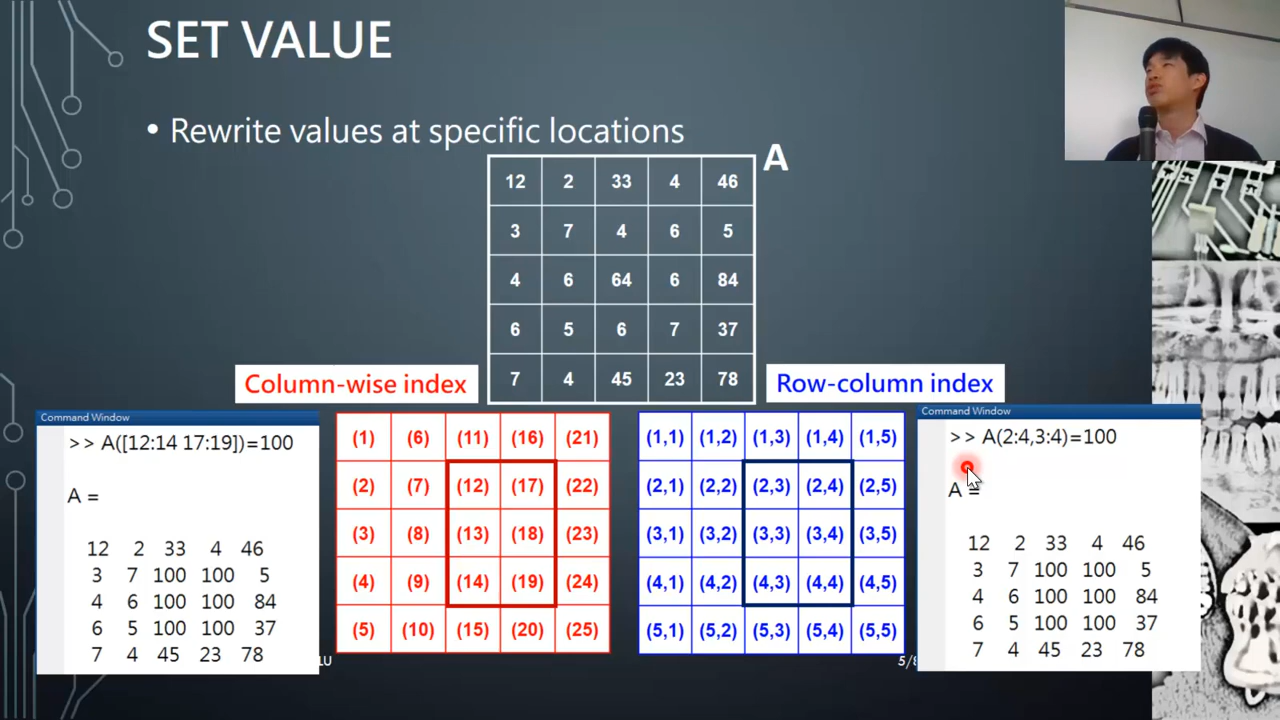 SET VALUE
• Rewrite values at specific locations
A
12 2 33 4 46
3 7 4 6 5
4 6 64 6 84
6 5 6 7 37
7 4 45 23 78
Column-wise index
Row-column index
Command Window
>> A([12:14 17:19])=100
A =
12 2 33 4 46
3 7 100 100 5
4 6 100 100 84
6 5 100 100 37
7 4 45 23 78
(1) (6) (11) (16) (21)
(2) (7) (12) (17) (22)
(3) (8) (13) (18) (23)
(4) (9) (14) (19) (24)
(5) (10) (15) (20) (25)
(1,1) (1,2) (1,3) (1,4) (1,5)
(2,1) (2,2) (2,3) (2,4) (2,5)
(3,1) (3,2) (3,3) (3,4) (3,5)
(4,1) (4,2) (4,3) (4,4) (4,5)
(5,1) (5,2) (5,3) (5,4) (5,5)
Command Window
>> A(2:4,3:4)=100
A =
12 2 33 4 46
3 7 100 100 5
4 6 100 100 84
6 5 100 100 37
7 4 45 23 78
LU